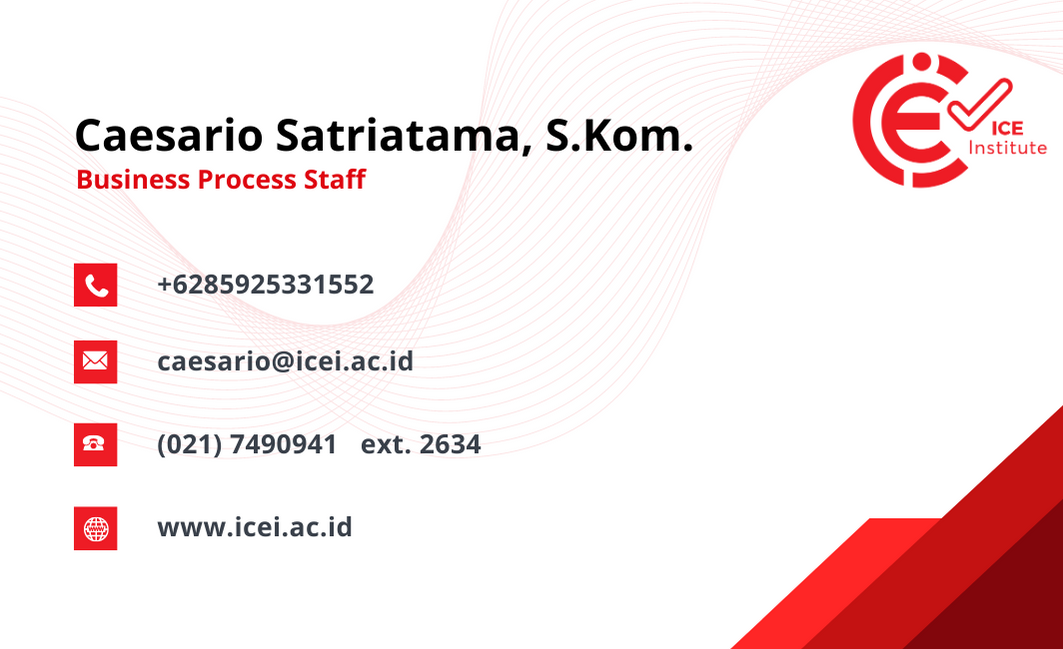 Caesario Satriatama, S.Kom.
Business Process Staff
ICE
Institute
+6285925331552
caesario@icei.ac.id
(021) 7490941 ext. 2634
www.icei.ac.id